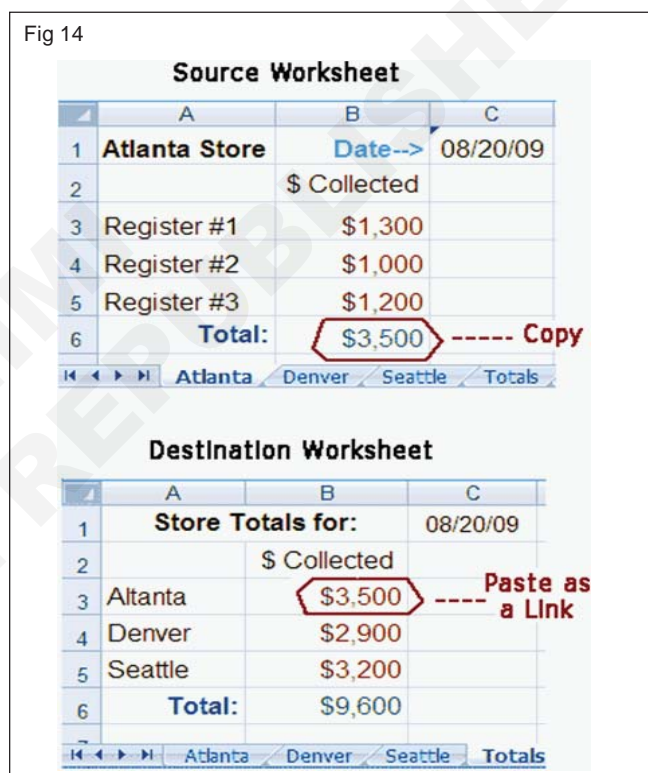 Fig 14
Source Worksheet
A B C
1 Atlanta Store Date--> 08/20/09
2 $ Collected
3 Register #1 $1,300
4 Register #2 $1,000
5 Register #3 $1,200
6 Total: $3,500 ----- Copy
Atlanta Denver Seattle Totals
Destination Worksheet
A B C
1 Store Totals for: 08/20/09
2 $ Collected
3 Altanta $3,500 ---- Paste as
a Link
4 Denver $2,900
5 Seattle $3,200
6 Total: $9,600
Atlanta Denver Seattle Totals